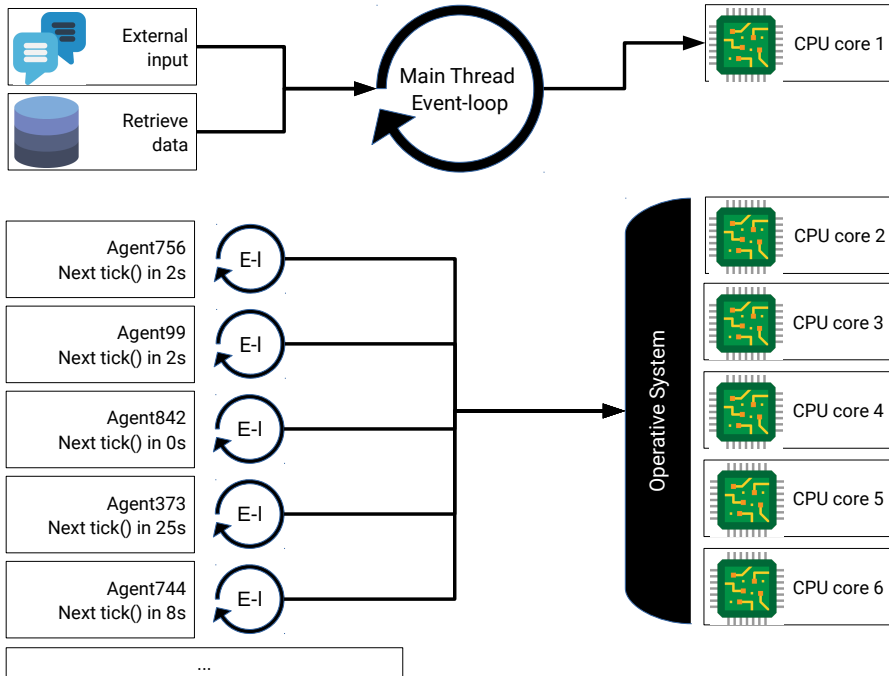 External
input
Retrieve
data
Main Thread
Event-loop
CPU core 1
Agent756
Next tick() in 2s
E-l
Agent99
Next tick() in 2s
E-l
Agent842
Next tick() in 0s
E-l
Agent373
Next tick() in 25s
E-l
Agent744
Next tick() in 8s
E-l
...
Operative System
CPU core 2
CPU core 3
CPU core 4
CPU core 5
CPU core 6